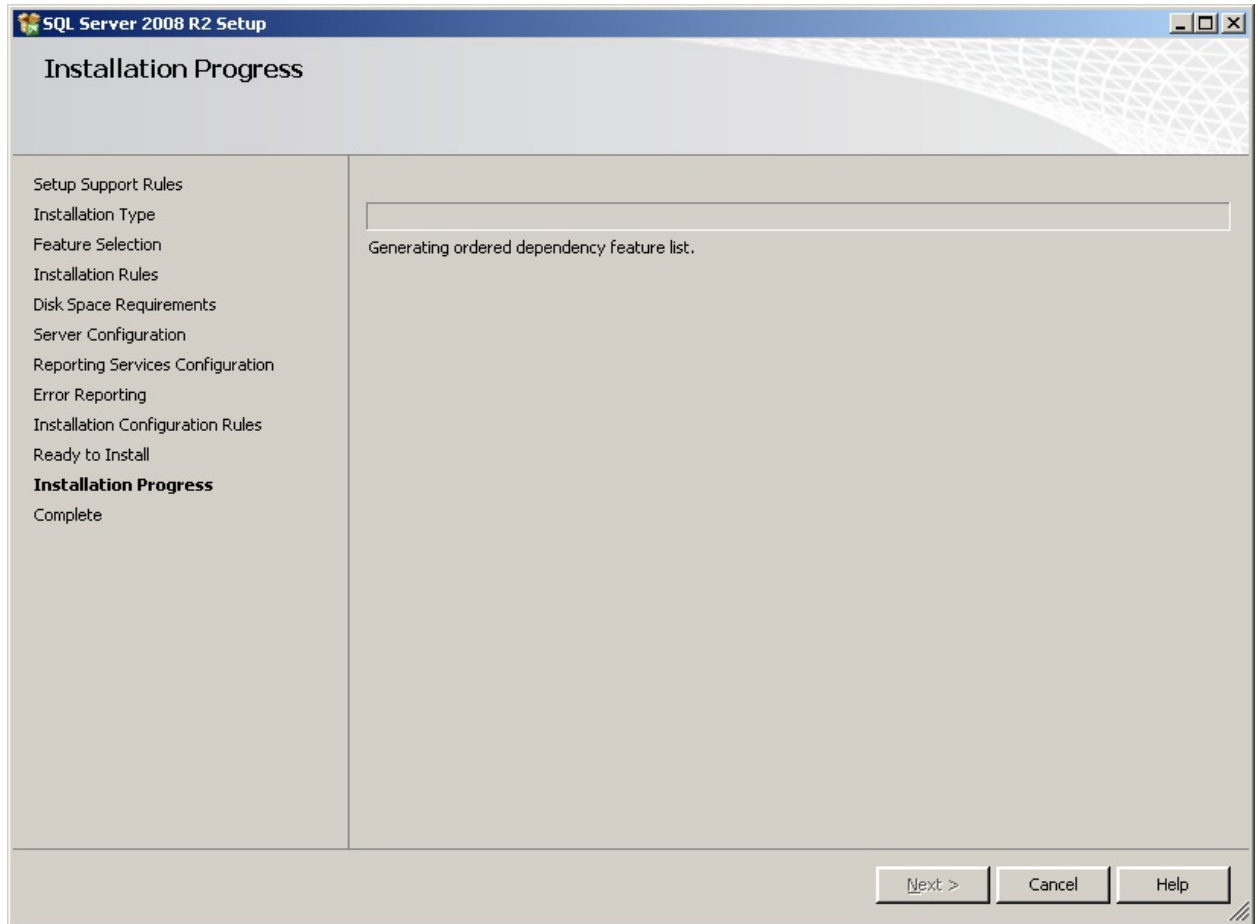 SQL Server 2008 R2 Setup
Installation Progress
Setup Support Rules
Installation Type
Feature Selection
Installation Rules
Disk Space Requirements
Server Configuration
Reporting Services Configuration
Error Reporting
Installation Configuration Rules
Ready to Install
Installation Progress
Complete
Generating ordered dependency feature list.
Next >
Cancel
Help